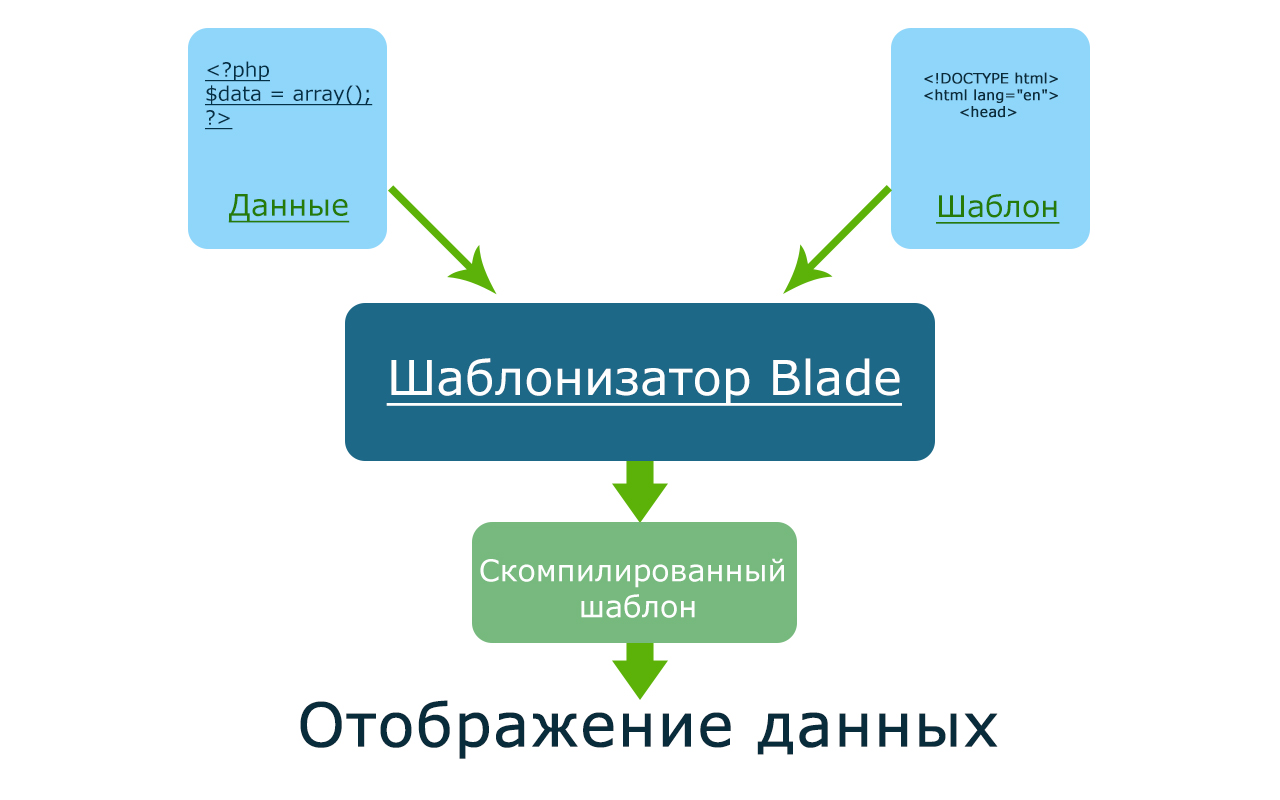 <?php
$data = array();
?>
Данные
<!DOCTYPE html>
<html lang="en">
<head>
Шаблон
Шаблонизатор Blade
Скомпилированный
шаблон
Отображение данных